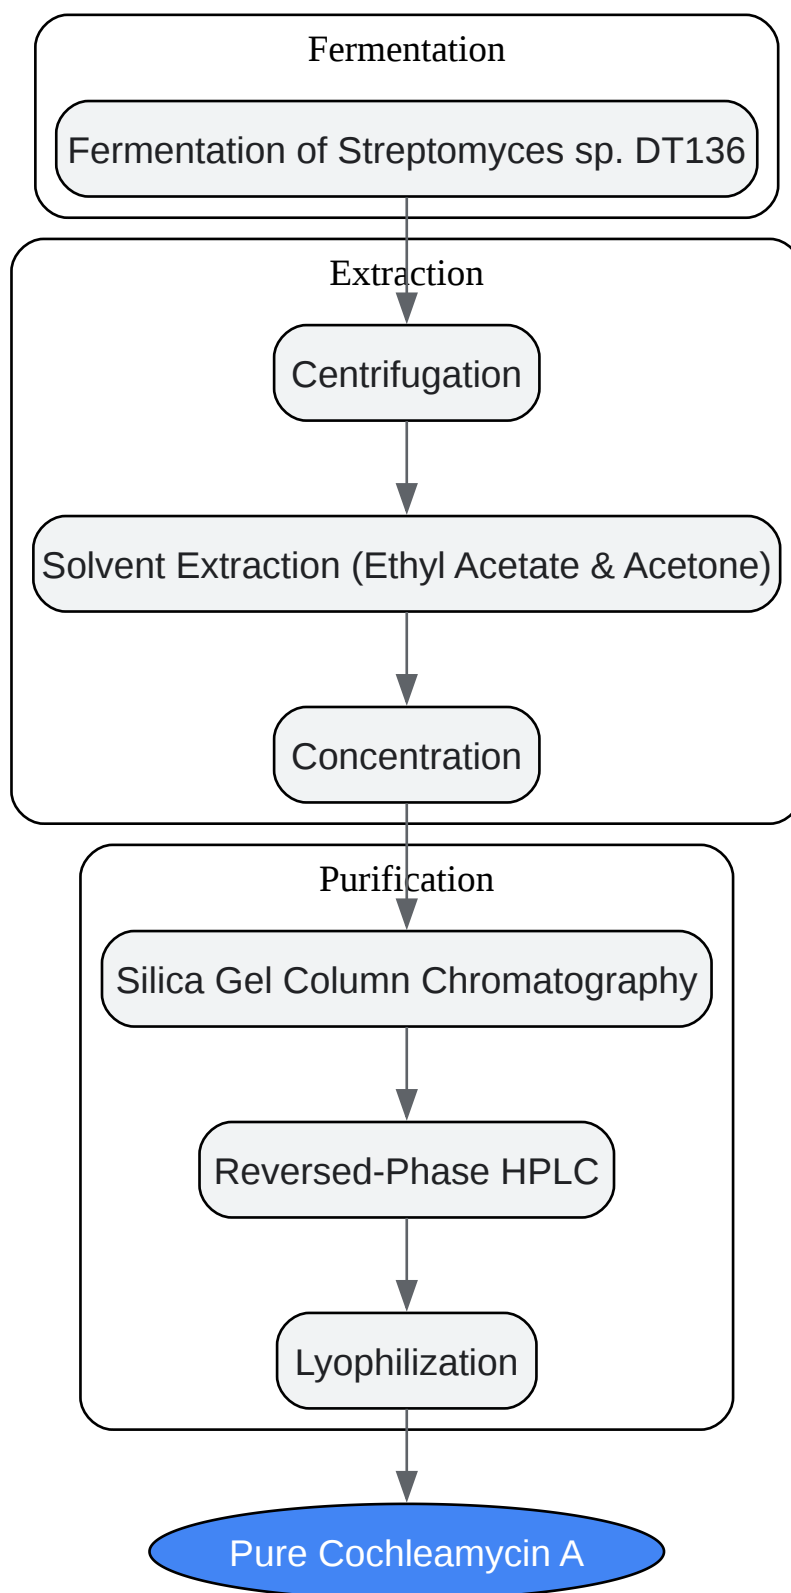 Fermentation
Fermentation of Streptomyces sp. DT136
Extraction
Centrifugation
Solvent Extraction (Ethyl Acetate & Acetone)
Concentration
Purification
Silica Gel Column Chromatography
Reversed-Phase HPLC
Lyophilization
Pure Cochleamycin A